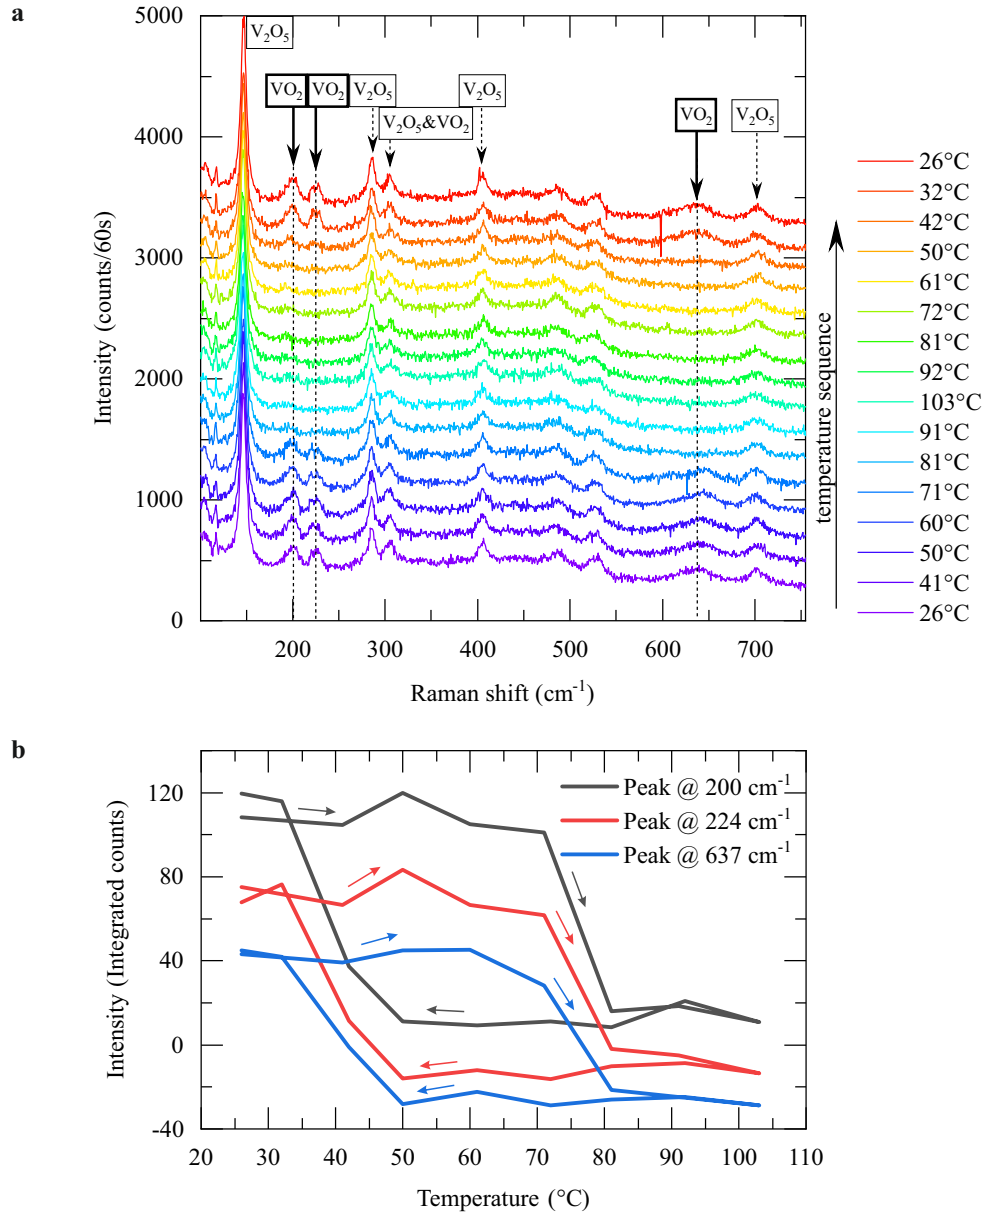 a
5000
4000
3000
2000
1000
0
Intensity (counts/60s)
V₂O₅
VO₂
VO₂
V₂O₅
V₂O₅&VO₂
V₂O₅
VO₂
V₂O₅
200
300
400
500
600
700
Raman shift (cm⁻¹)
temperature sequence
26°C
32°C
42°C
50°C
61°C
72°C
81°C
92°C
103°C
91°C
81°C
71°C
60°C
50°C
41°C
26°C
b
120
80
40
0
-40
Intensity (Integrated counts)
Peak @ 200 cm⁻¹
Peak @ 224 cm⁻¹
Peak @ 637 cm⁻¹
20
30
40
50
60
70
80
90
100
110
Temperature (°C)